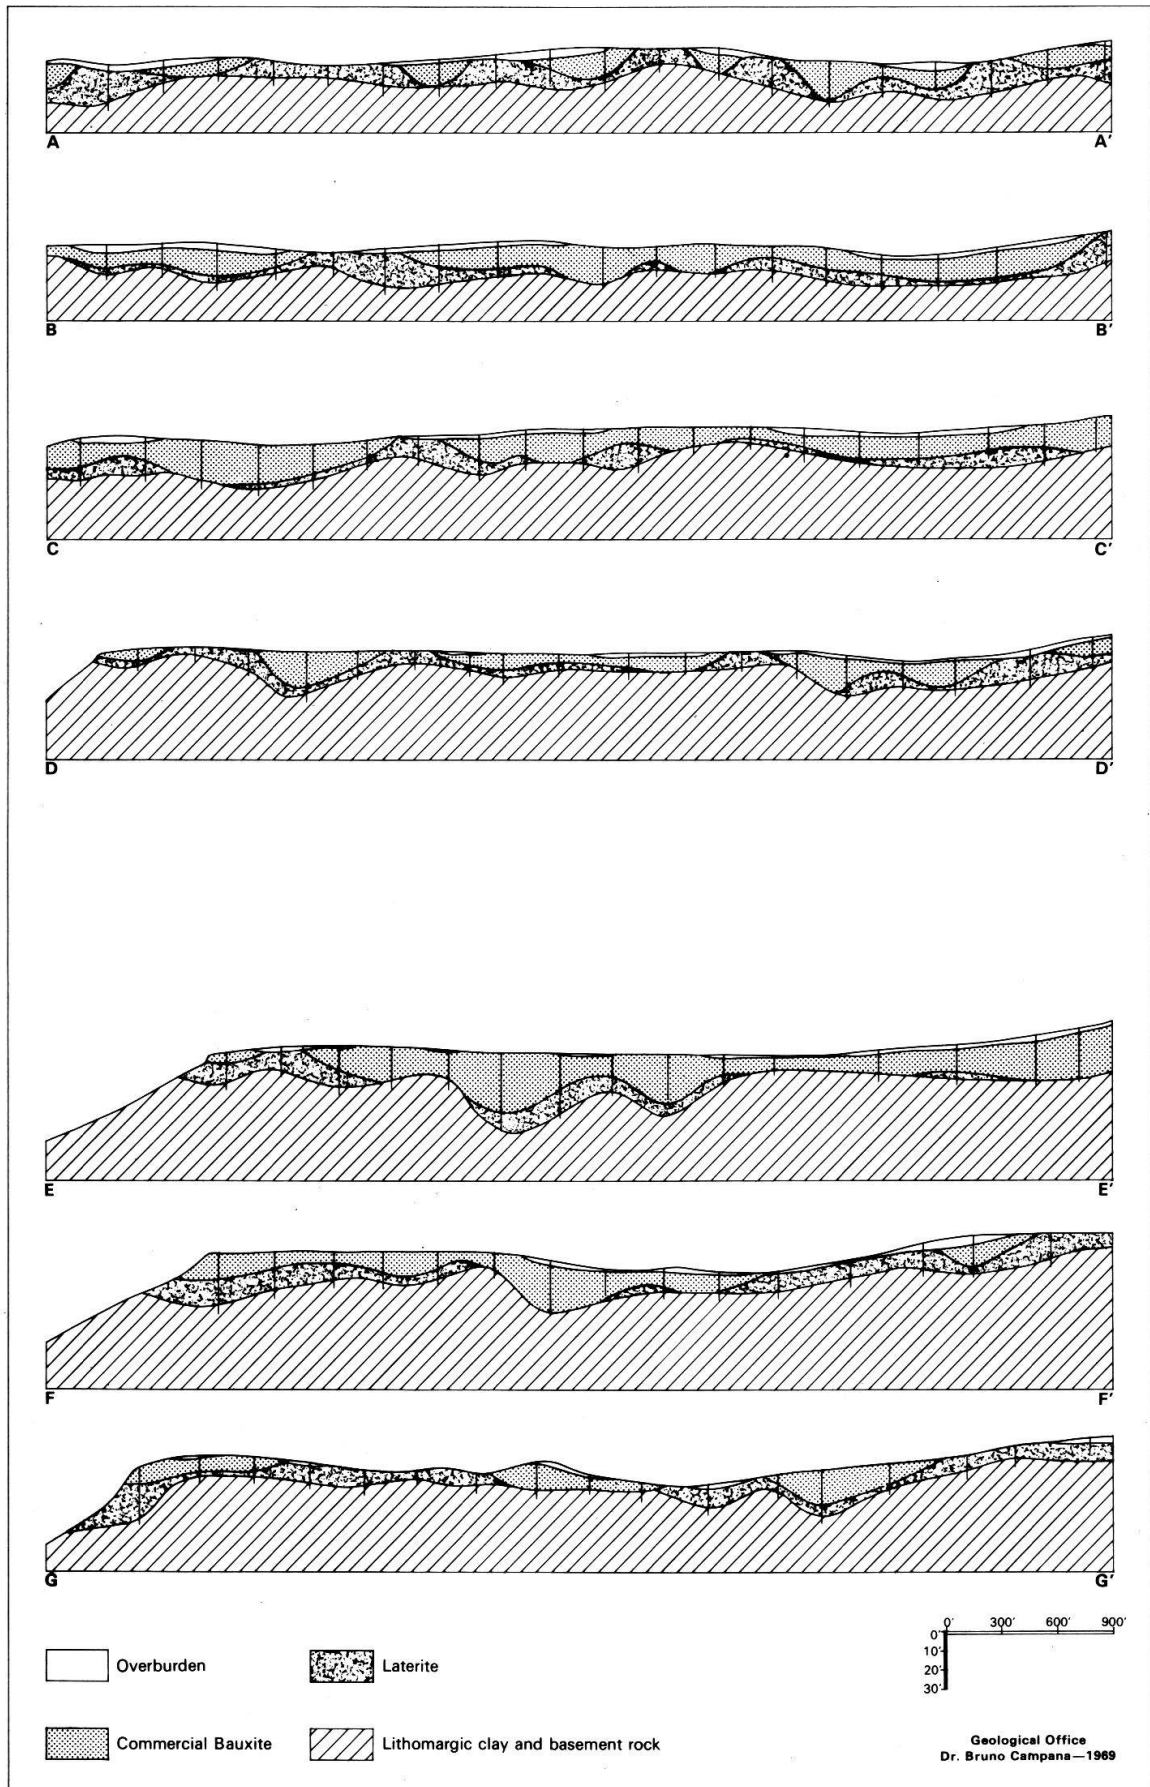 A A′
B B′
C C′
D D′
E E′
F F′
G G′
0′ 300′ 600′ 900′
0′
10′
20′
30′
Overburden
Laterite
Commercial Bauxite
Lithomargic clay and basement rock
Geological Office
Dr. Bruno Campana—1969